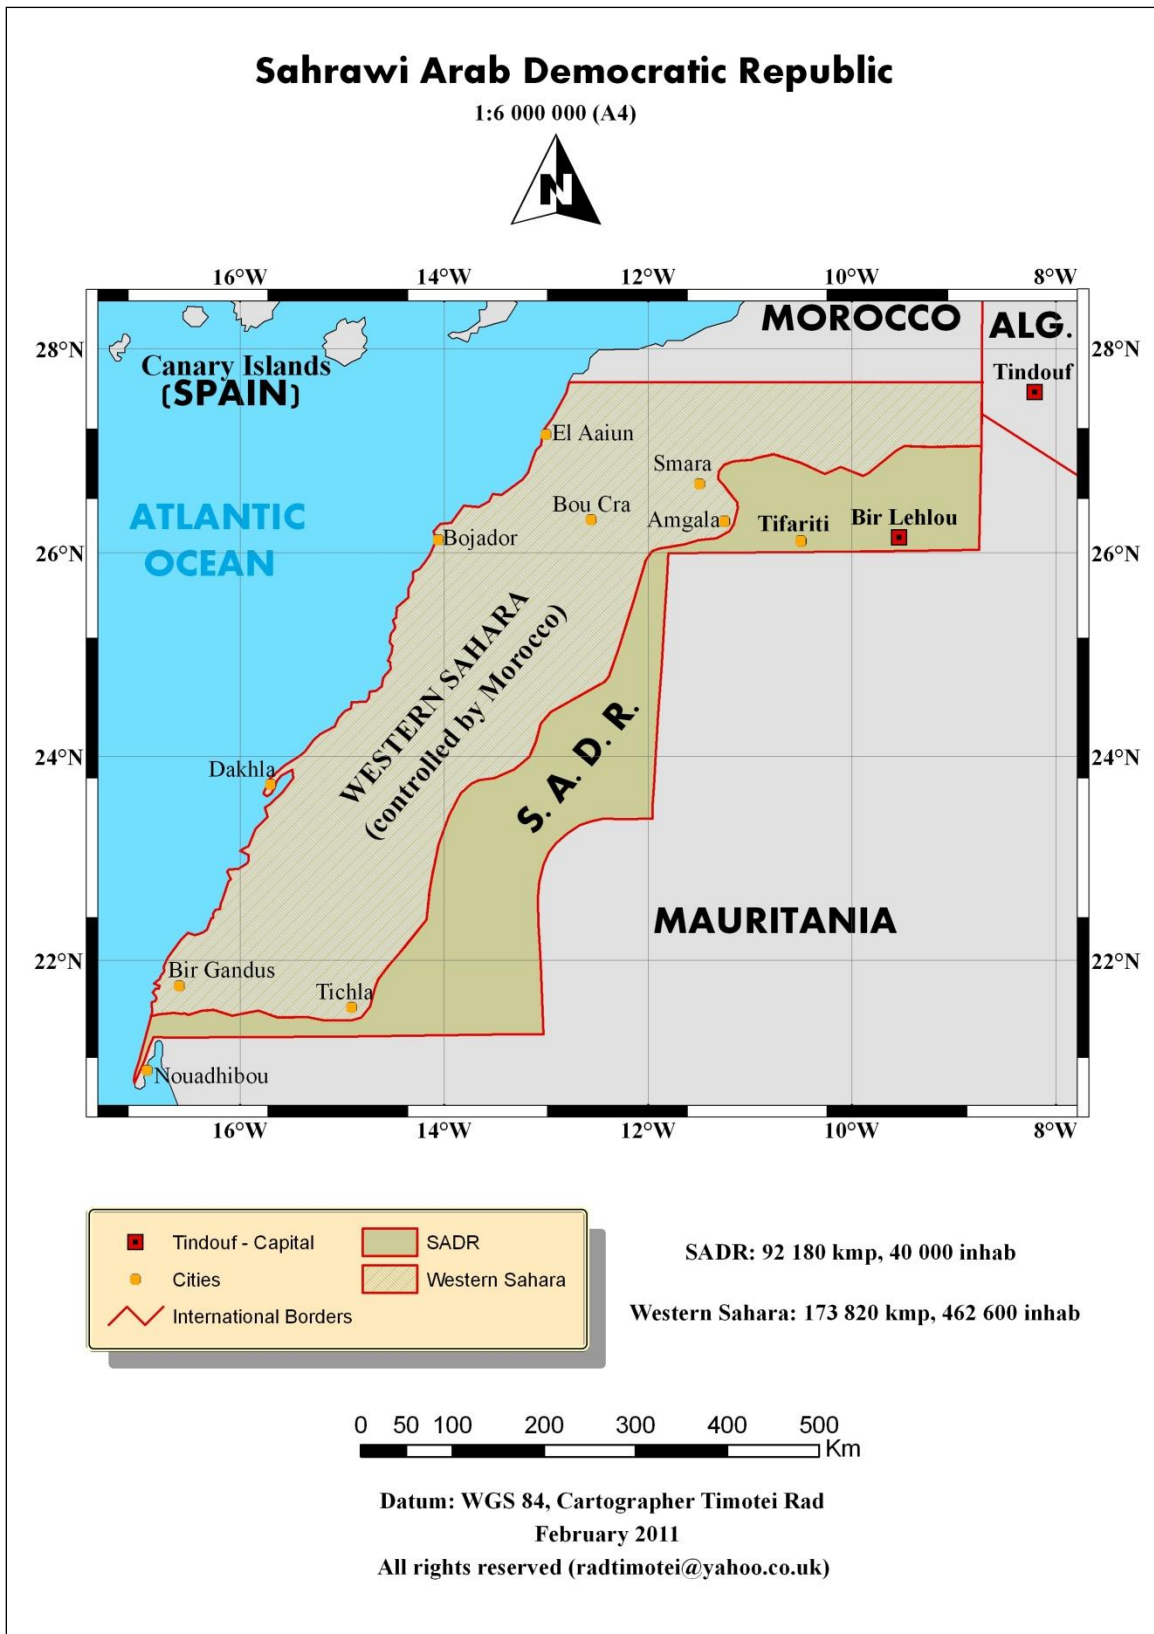 Sahrawi Arab Democratic Republic
1:6 000 000 (A4)
N
16°W 14°W 12°W 10°W 8°W
MOROCCO ALG.
28°N 28°N
Canary Islands
(SPAIN)
Tindouf
El Aaiun
Smara
Bou Cra
Amgala
Tifariti
Bir Lehlou
ATLANTIC
OCEAN
Bojador
26°N 26°N
WESTERN SAHARA
(controlled by Morocco)
S. A. D. R.
24°N 24°N
Dakhla
MAURITANIA
22°N 22°N
Bir Gandus
Tichla
Nouadhibou
16°W 14°W 12°W 10°W 8°W
Tindouf - Capital
Cities
International Borders
SADR
Western Sahara
SADR: 92 180 kmp, 40 000 inhab
Western Sahara: 173 820 kmp, 462 600 inhab
0 50 100 200 300 400 500
Km
Datum: WGS 84, Cartographer Timotei Rad
February 2011
All rights reserved (radtimotei@yahoo.co.uk)